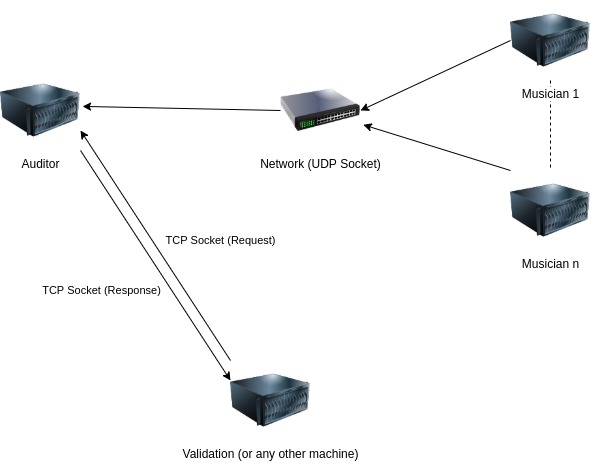 Musician 1
Auditor
Network (UDP Socket)
TCP Socket (Request)
Musician n
TCP Socket (Response)
Validation (or any other machine)